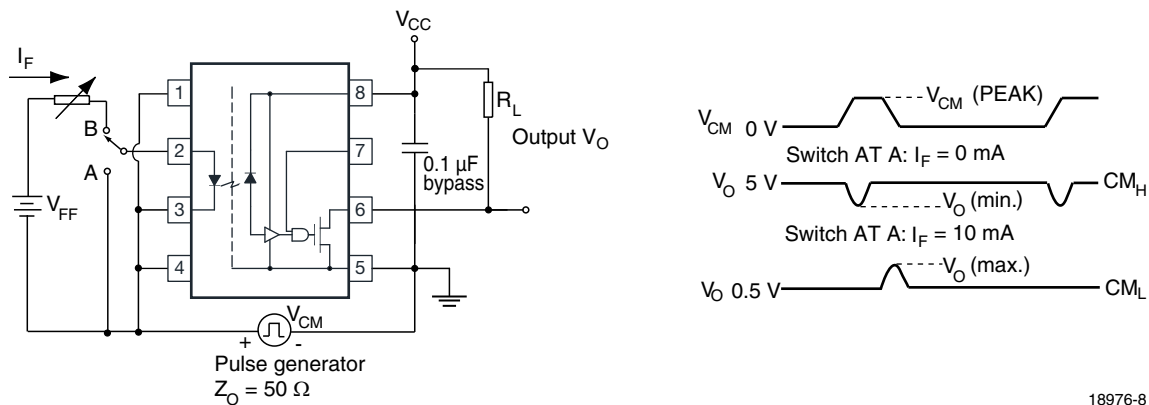 I_F
B
A
V_FF
1
2
3
4
8
7
6
5
V_CC
R_L
Output V_O
0.1 µF
bypass
V_CM
+ -
Pulse generator
Z_O = 50 Ω
V_CM 0 V
V_CM (PEAK)
Switch AT A: I_F = 0 mA
V_O 5 V
CM_H
V_O (min.)
Switch AT A: I_F = 10 mA
V_O (max.)
V_O 0.5 V
CM_L
18976-8